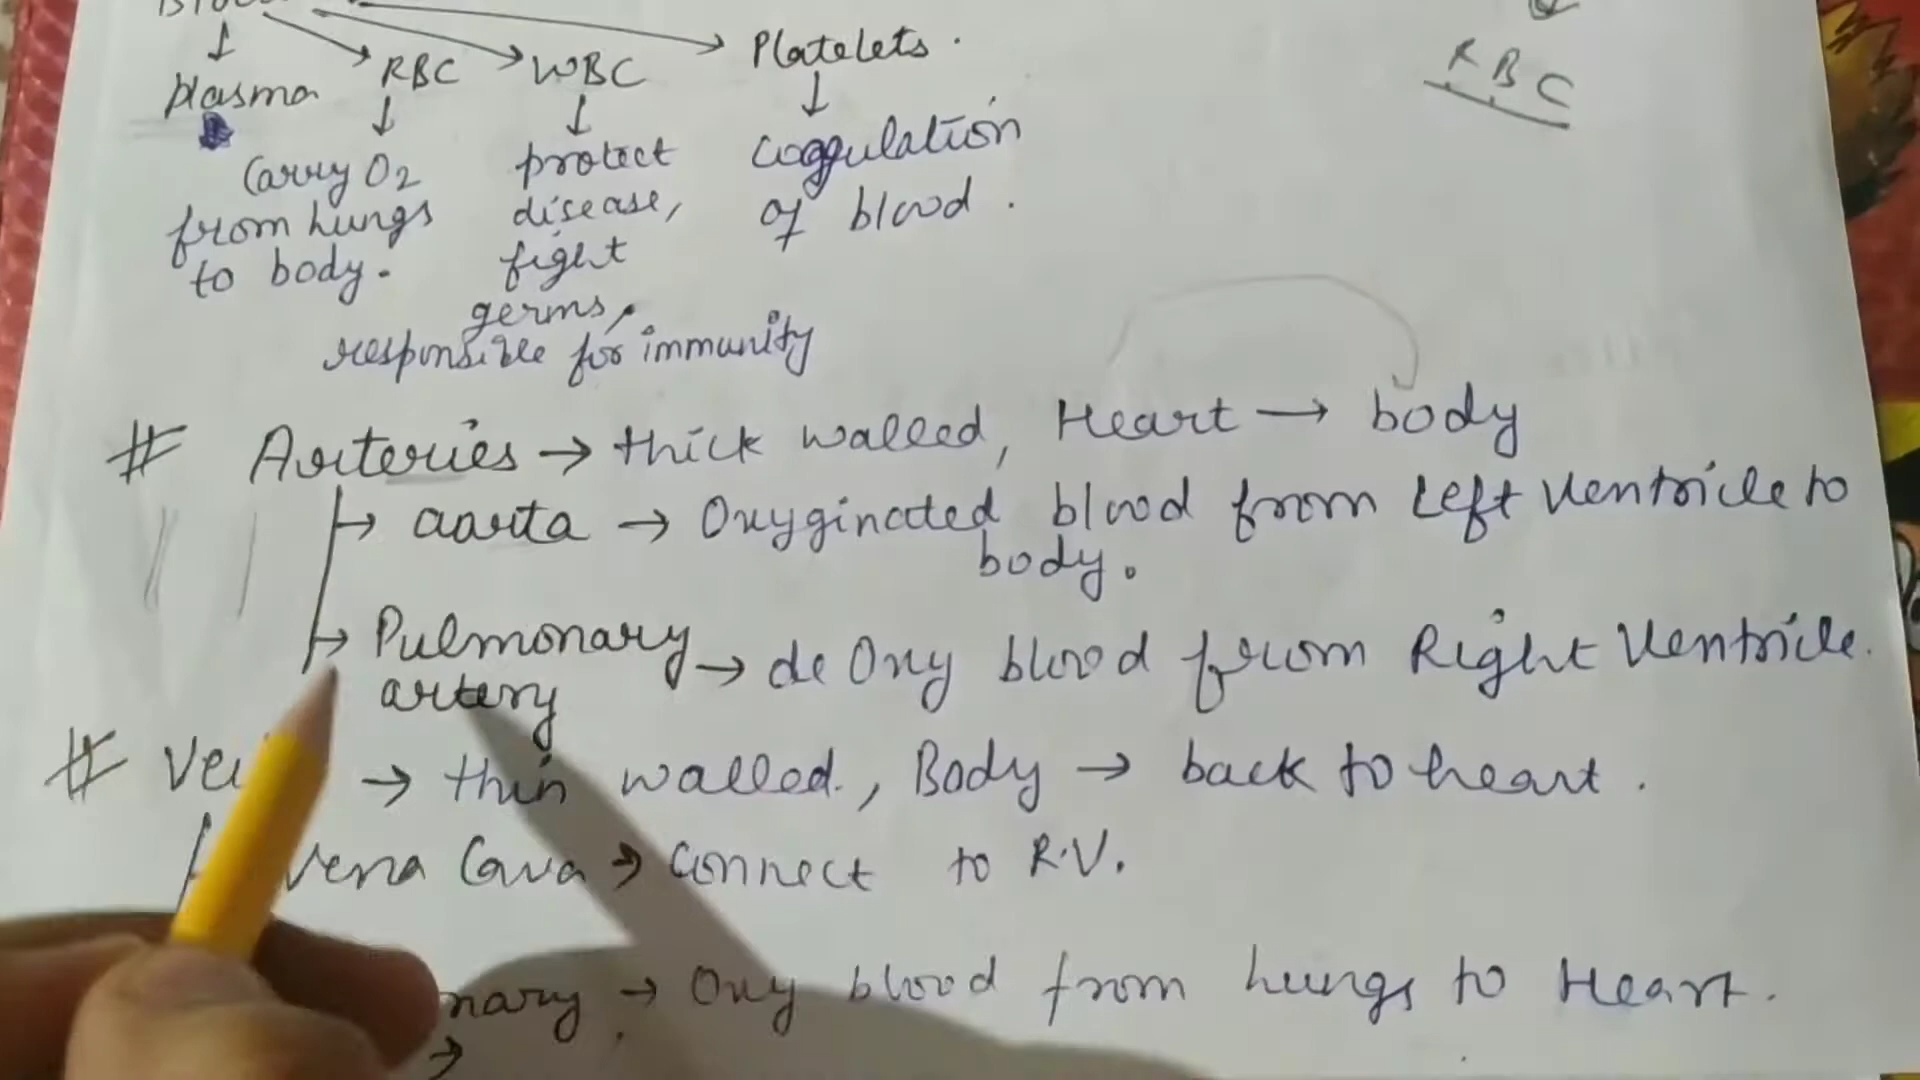 Plasma RBC WBC Platelets.
RBC
Carry O2 protect Coagulation
from lungs disease, of blood.
to body. fight
germs,
responsible for immunity
# Arteries → thick walled, Heart → body
→ aarta → Oxyginated blood from Left Ventricle to
body.
→ Pulmonary → de Oxy blood from Right Ventricle.
artery
# → thin walled., Body → back to heart.
Vena Cava → Connect to R.V.
→ Oxy blood from lungs to Heart.
→